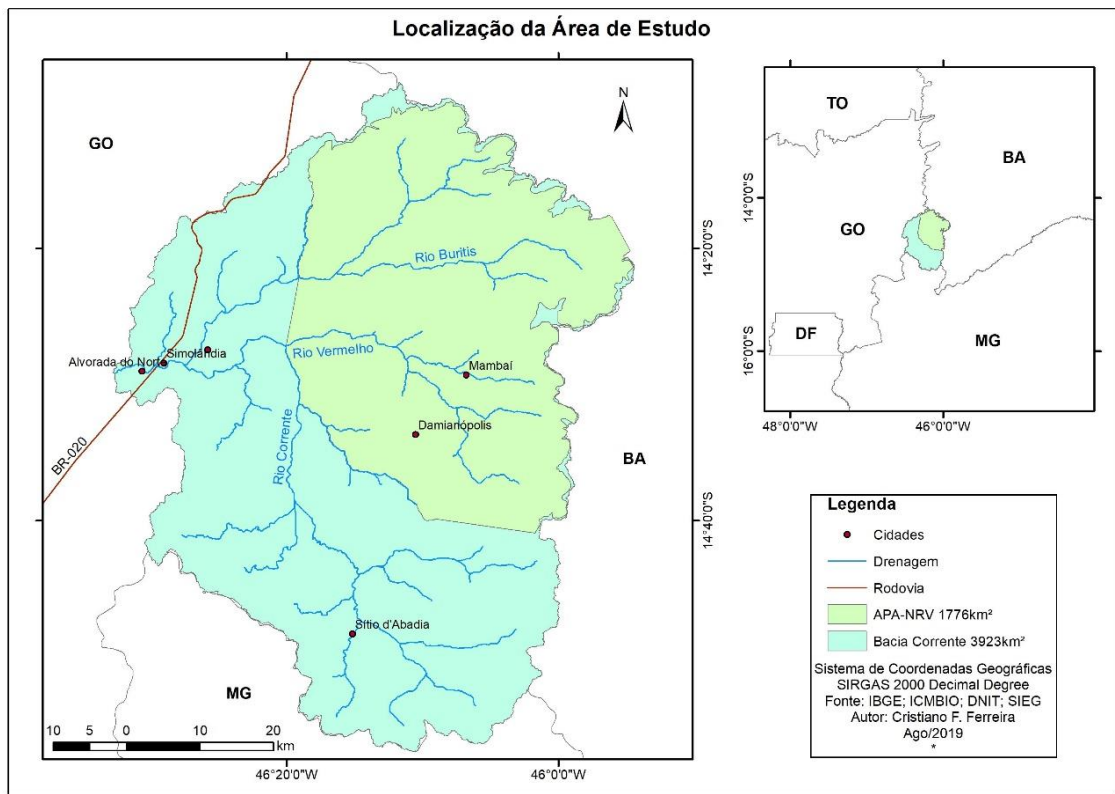 Localização da Área de Estudo
N
GO
Rio Buritis
Rio Vermelho
Simolândia
Alvorada do Norte
Mambaí
Damianópolis
Rio Corrente
BR-020
BA
Sítio d'Abadia
MG
10 5 0 10 20
km
46°20'0"W 46°0'0"W
14°20'0"S
14°40'0"S
TO
BA
GO
DF
MG
14°0'0"S
16°0'0"S
48°0'0"W 46°0'0"W
Legenda
Cidades
Drenagem
Rodovia
APA-NRV 1776km²
Bacia Corrente 3923km²
Sistema de Coordenadas Geográficas
SIRGAS 2000 Decimal Degree
Fonte: IBGE; ICMBIO; DNIT; SIEG
Autor: Cristiano F. Ferreira
Ago/2019
*